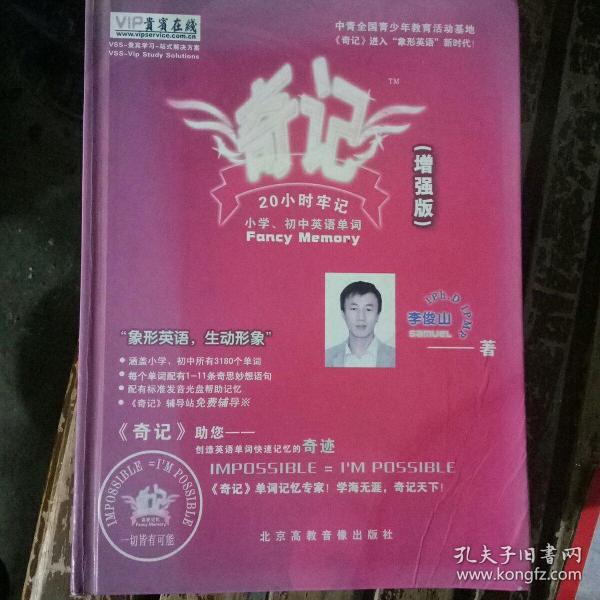 VIP贵宾在线
www.vipservice.com.cn
VSS-贵宾学习-站式解决方案
VSS-Vip Study Solutions
中青全国青少年教育活动基地
《奇记》进入“象形英语”新时代!
奇记 TM
(增强版)
20小时牢记
小学、初中英语单词
Fancy Memory
IPh.D IPMA
李俊山
SAMUEL
——著
“象形英语,生动形象”
●涵盖小学、初中所有3180个单词
●每个单词配有1-11条奇思妙想语句
●配有标准发音光盘帮助记忆
●《奇记》辅导站免费辅导※
《奇记》助您——
创造英语单词快速记忆的奇迹
IMPOSSIBLE = I'M POSSIBLE
《奇记》单词记忆专家!学海无涯,奇记天下!
IMPOSSIBLE =I'M POSSIBLE
奇记
Fancy Memory
一切皆有可能
北京高教音像出版社
孔夫子旧书网
www.kongfz.com